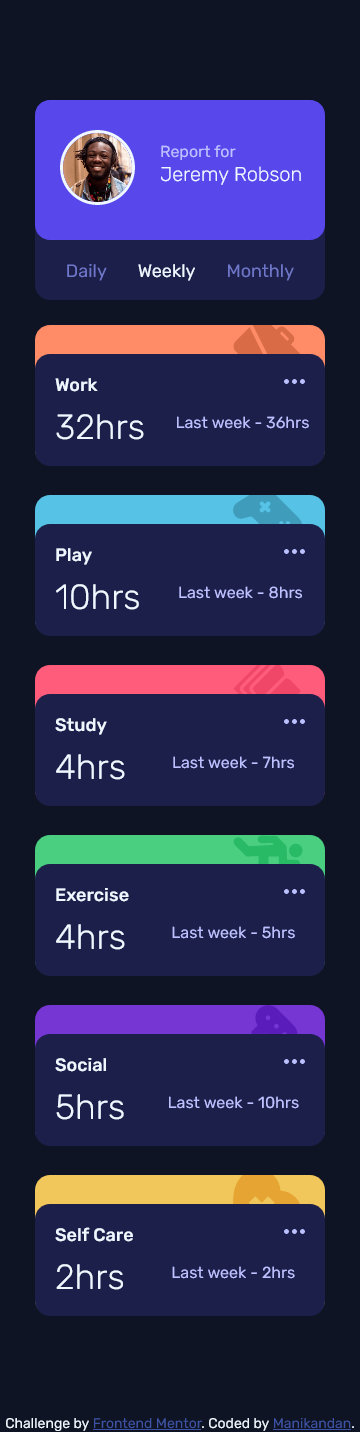 Report for
Jeremy Robson
Daily Weekly Monthly
Work
32hrs Last week - 36hrs
Play
10hrs Last week - 8hrs
Study
4hrs Last week - 7hrs
Exercise
4hrs Last week - 5hrs
Social
5hrs Last week - 10hrs
Self Care
2hrs Last week - 2hrs
Challenge by Frontend Mentor. Coded by Manikandan.